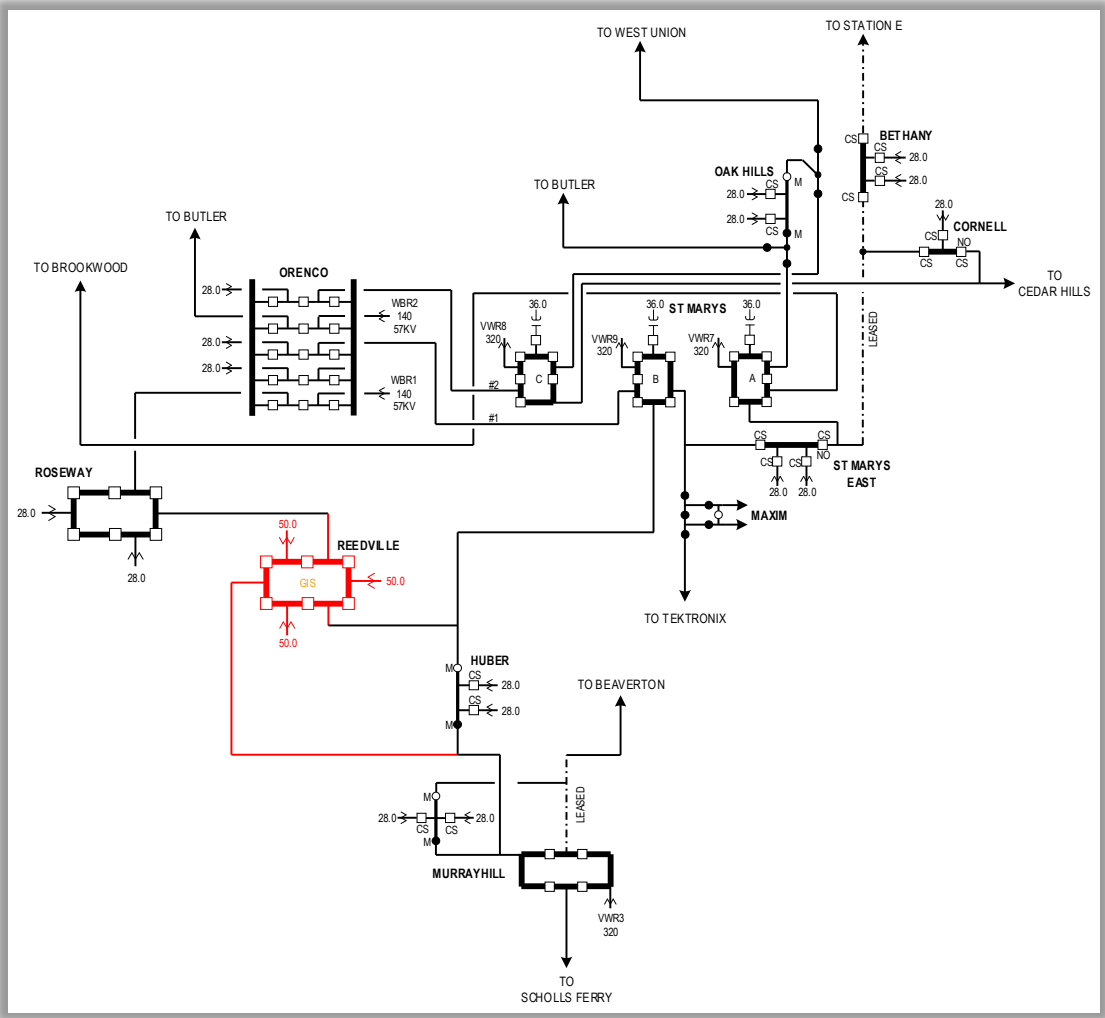 TO WEST UNION
TO STATION E
BETHANY
CS
CS
28.0
CS
28.0
CS
OAK HILLS
CS
28.0
M
28.0
CS
M
TO BUTLER
28.0
CORNELL
CS
NO
CS
CS
TO
CEDAR HILLS
LEASED
TO BUTLER
TO BROOKWOOD
ORENCO
28.0
28.0
28.0
WBR2
140
57KV
WBR1
140
57KV
ST MARYS
36.0
36.0
36.0
VWR8
320
VWR9
320
VWR7
320
C
B
A
#2
#1
CS
CS
NO
CS
CS
28.0
28.0
ST MARYS
EAST
MAXIM
TO TEKTRONIX
ROSEWAY
28.0
28.0
REEDVILLE
50.0
GIS
50.0
50.0
HUBER
M
CS
28.0
CS
28.0
M
TO BEAVERTON
LEASED
M
28.0
28.0
CS
CS
M
MURRAYHILL
VWR3
320
TO
SCHOLLS FERRY